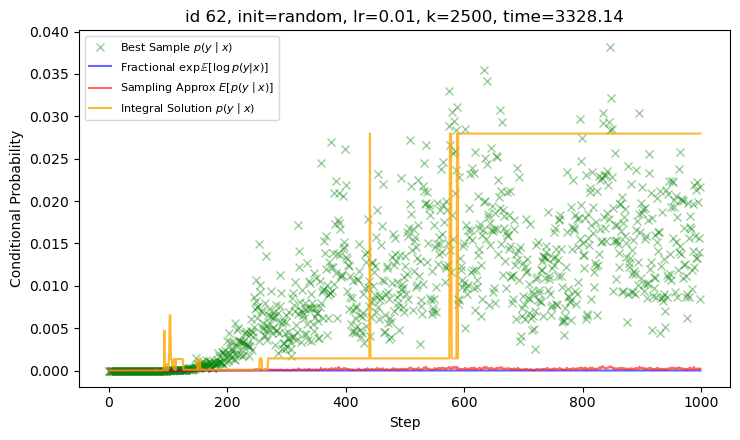 id 62, init=random, lr=0.01, k=2500, time=3328.14
0.040
0.035
0.030
0.025
0.020
0.015
0.010
0.005
0.000
Conditional Probability
Best Sample p(y | x)
Fractional exp𝔼[log p(y|x)]
Sampling Approx E[p(y | x)]
Integral Solution p(y | x)
0 200 400 600 800 1000
Step